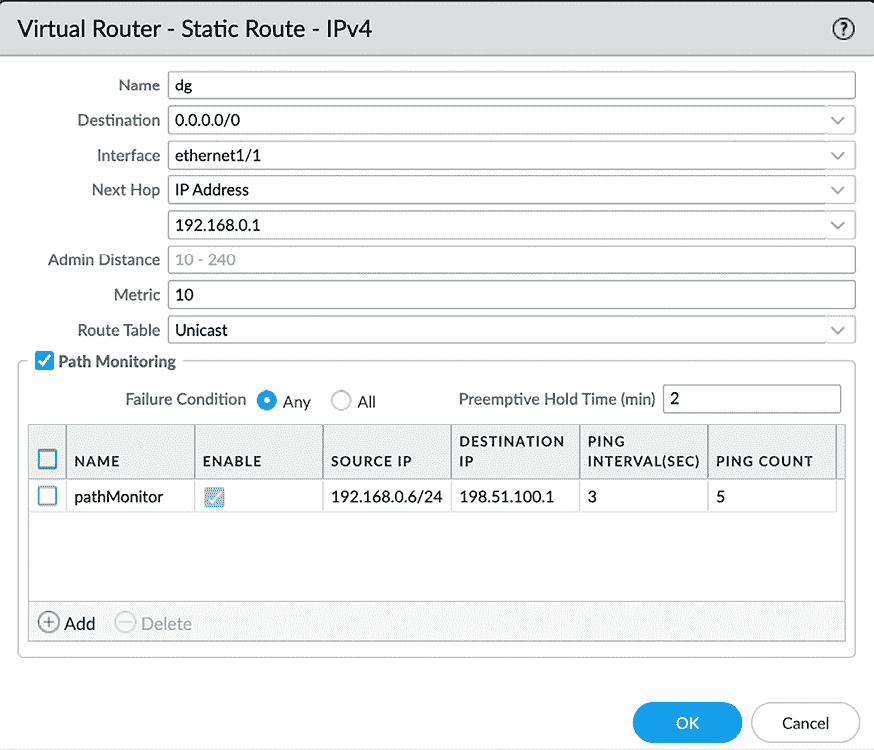 Virtual Router - Static Route - IPv4 ?
Name dg
Destination 0.0.0.0/0
Interface ethernet1/1
Next Hop IP Address
192.168.0.1
Admin Distance 10 - 240
Metric 10
Route Table Unicast
Path Monitoring
Failure Condition Any All Preemptive Hold Time (min) 2
NAME ENABLE SOURCE IP DESTINATION IP PING INTERVAL(SEC) PING COUNT
pathMonitor 192.168.0.6/24 198.51.100.1 3 5
Add Delete
OK Cancel